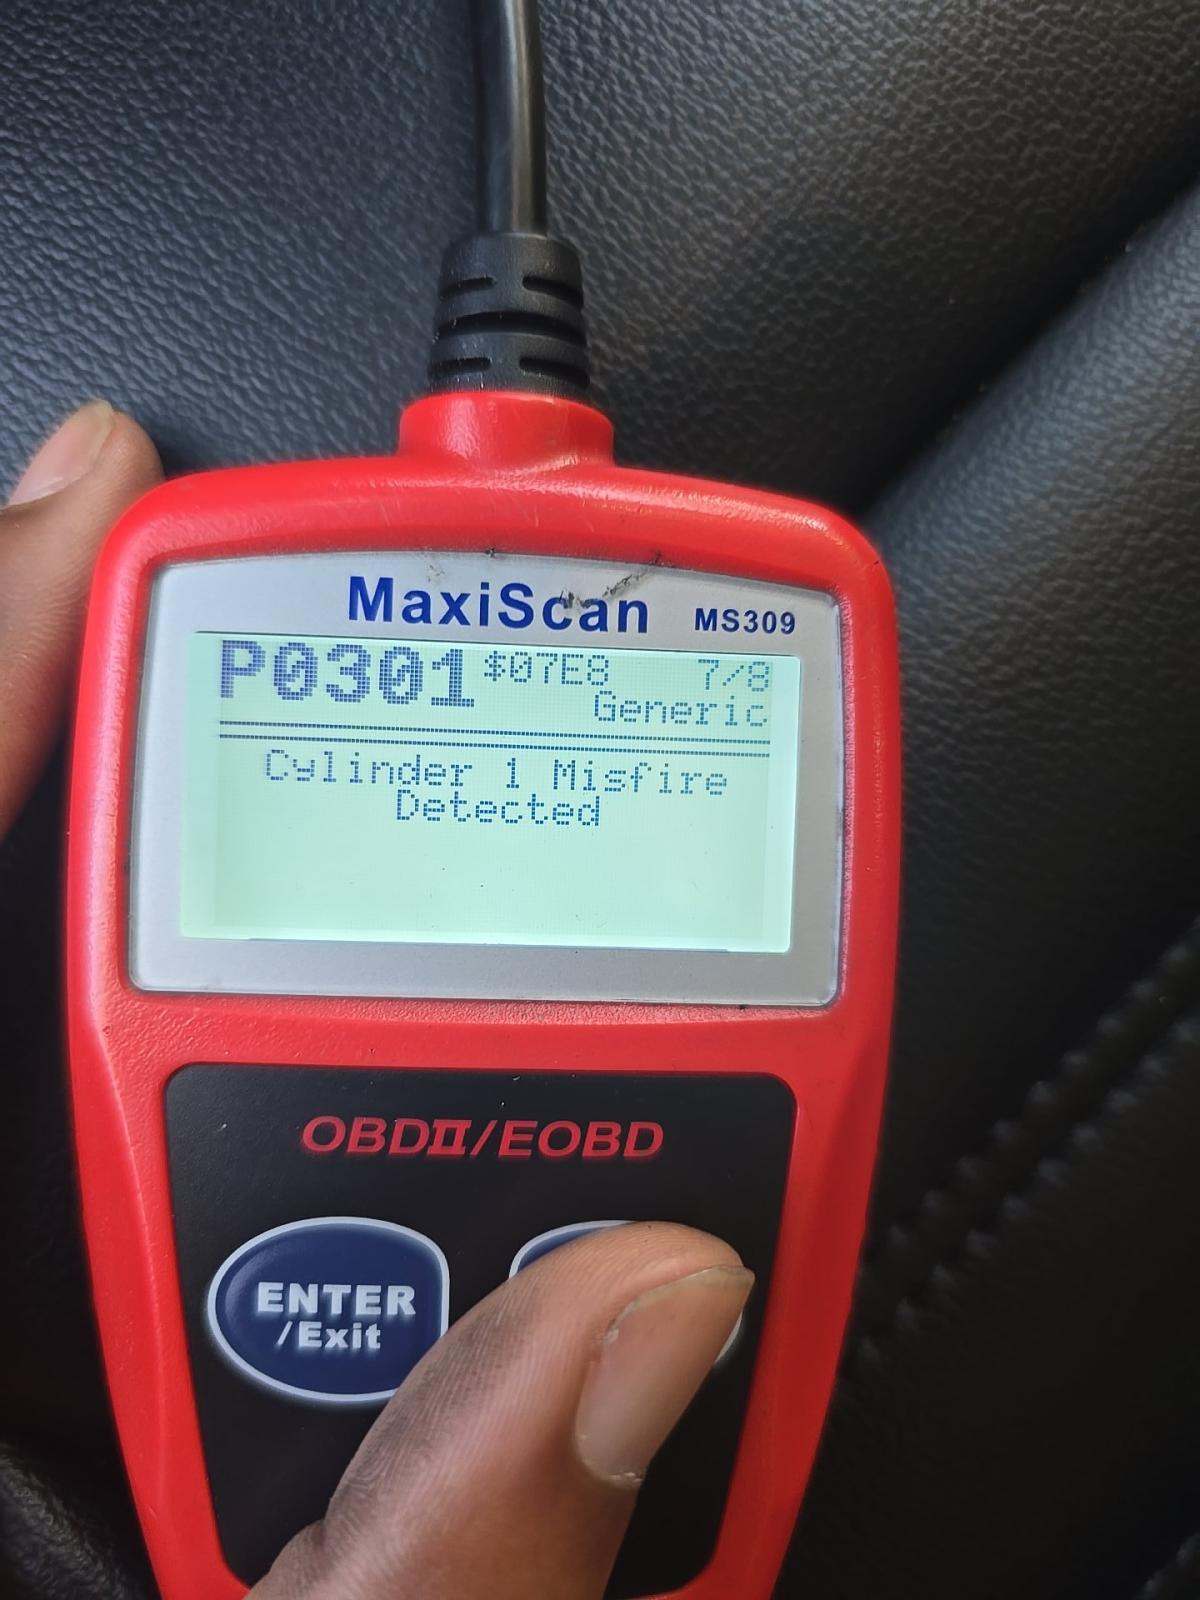 MaxiScan MS309
P0301 $07E8 7/8
Generic
Cylinder 1 Misfire
Detected
OBDII/EOBD
ENTER
/Exit